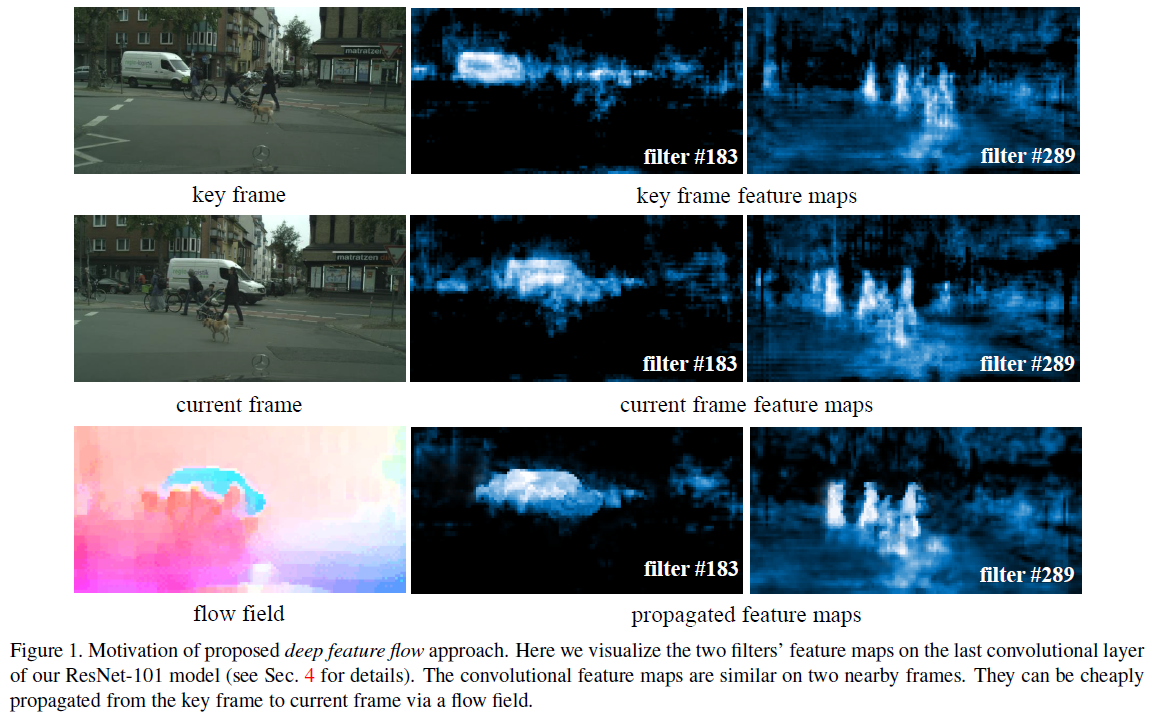 matratzen
filter #183
filter #289
key frame
key frame feature maps
matratzen
filter #183
filter #289
current frame
current frame feature maps
filter #183
filter #289
flow field
propagated feature maps
Figure 1. Motivation of proposed deep feature flow approach. Here we visualize the two filters’ feature maps on the last convolutional layer
of our ResNet-101 model (see Sec. 4 for details). The convolutional feature maps are similar on two nearby frames. They can be cheaply
propagated from the key frame to current frame via a flow field.